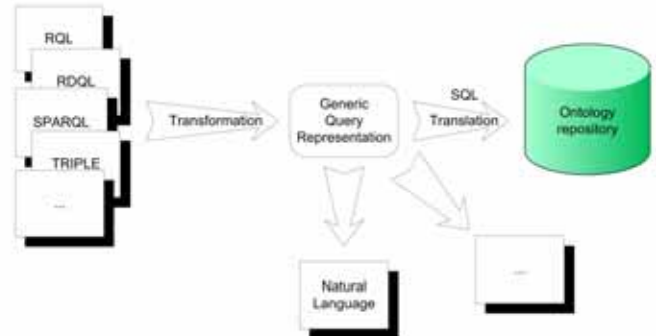 RQL
RDQL
SPARQL
TRIPLE
...
Transformation
Generic
Query
Representation
SQL
Translation
Ontology
repository
Natural
Language
...